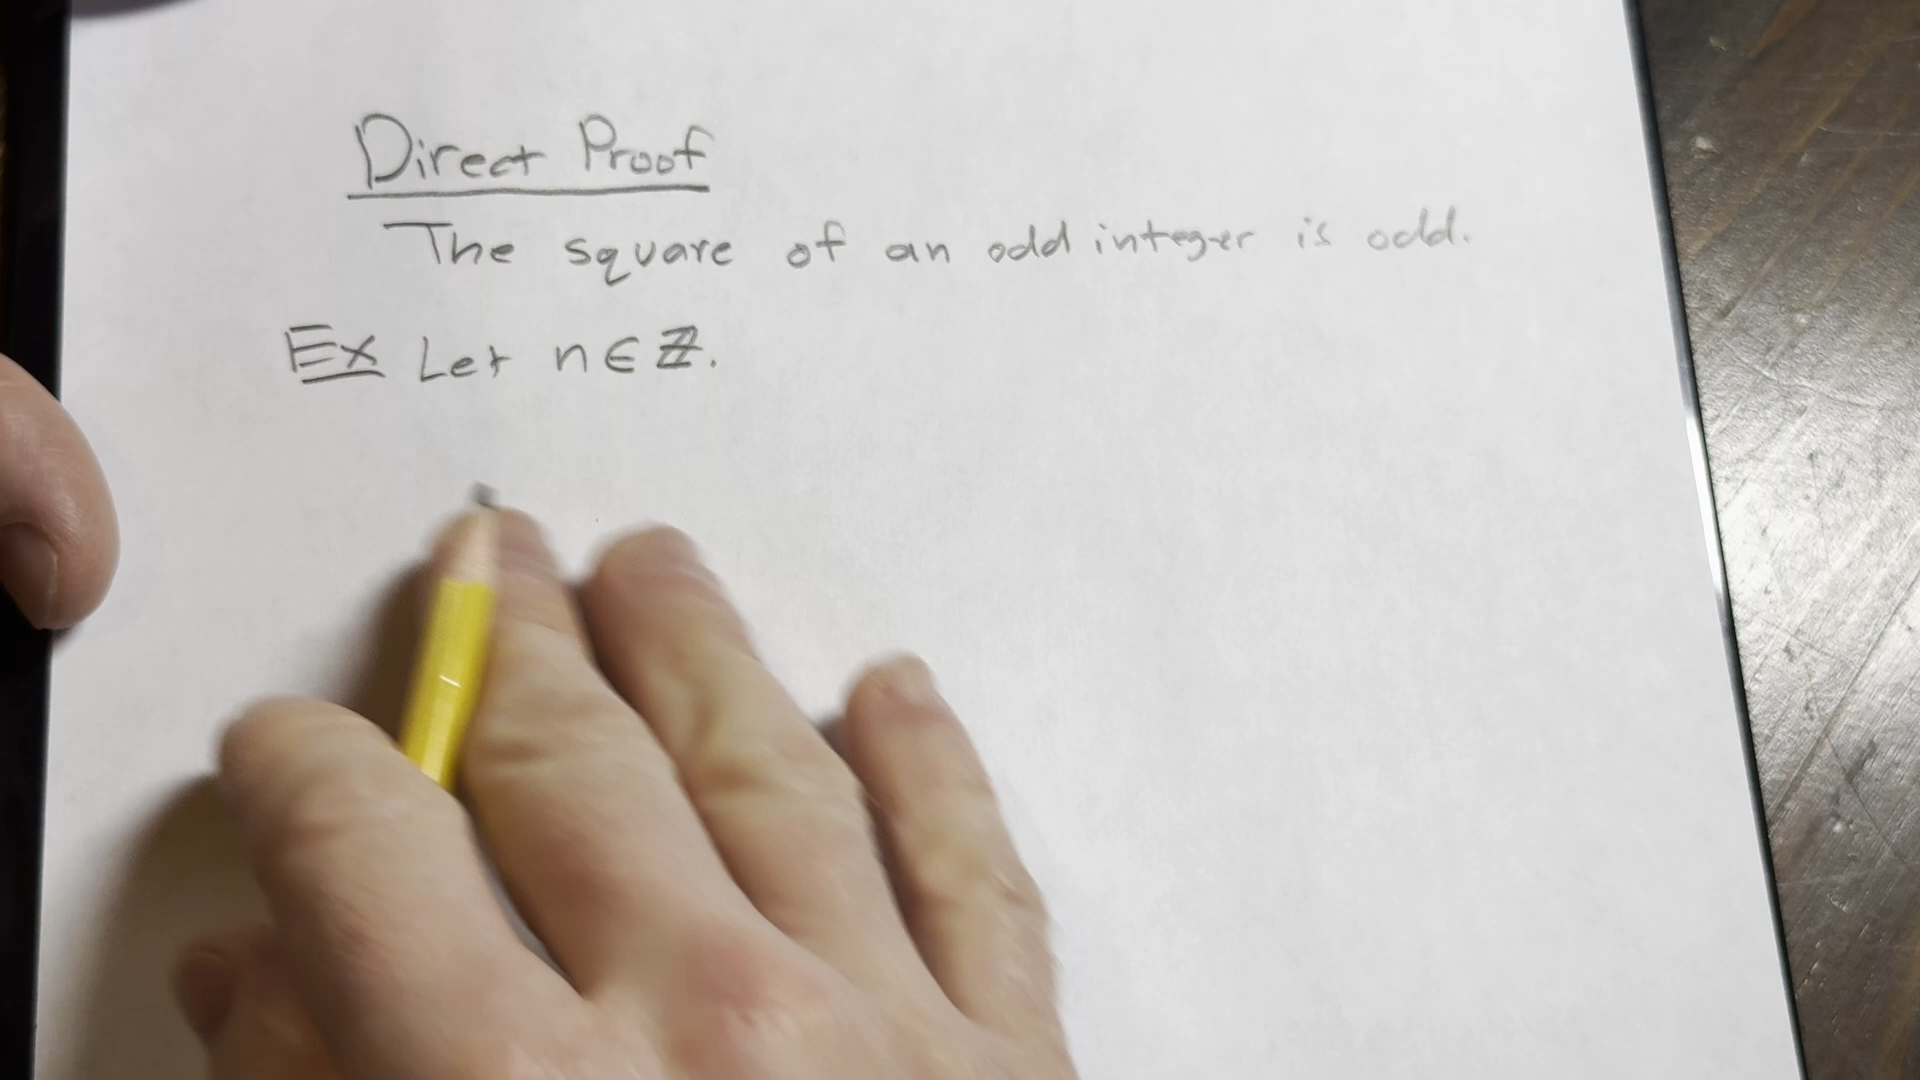 Direct Proof
The square of an odd integer is odd.
Ex Let n ∈ ℤ.